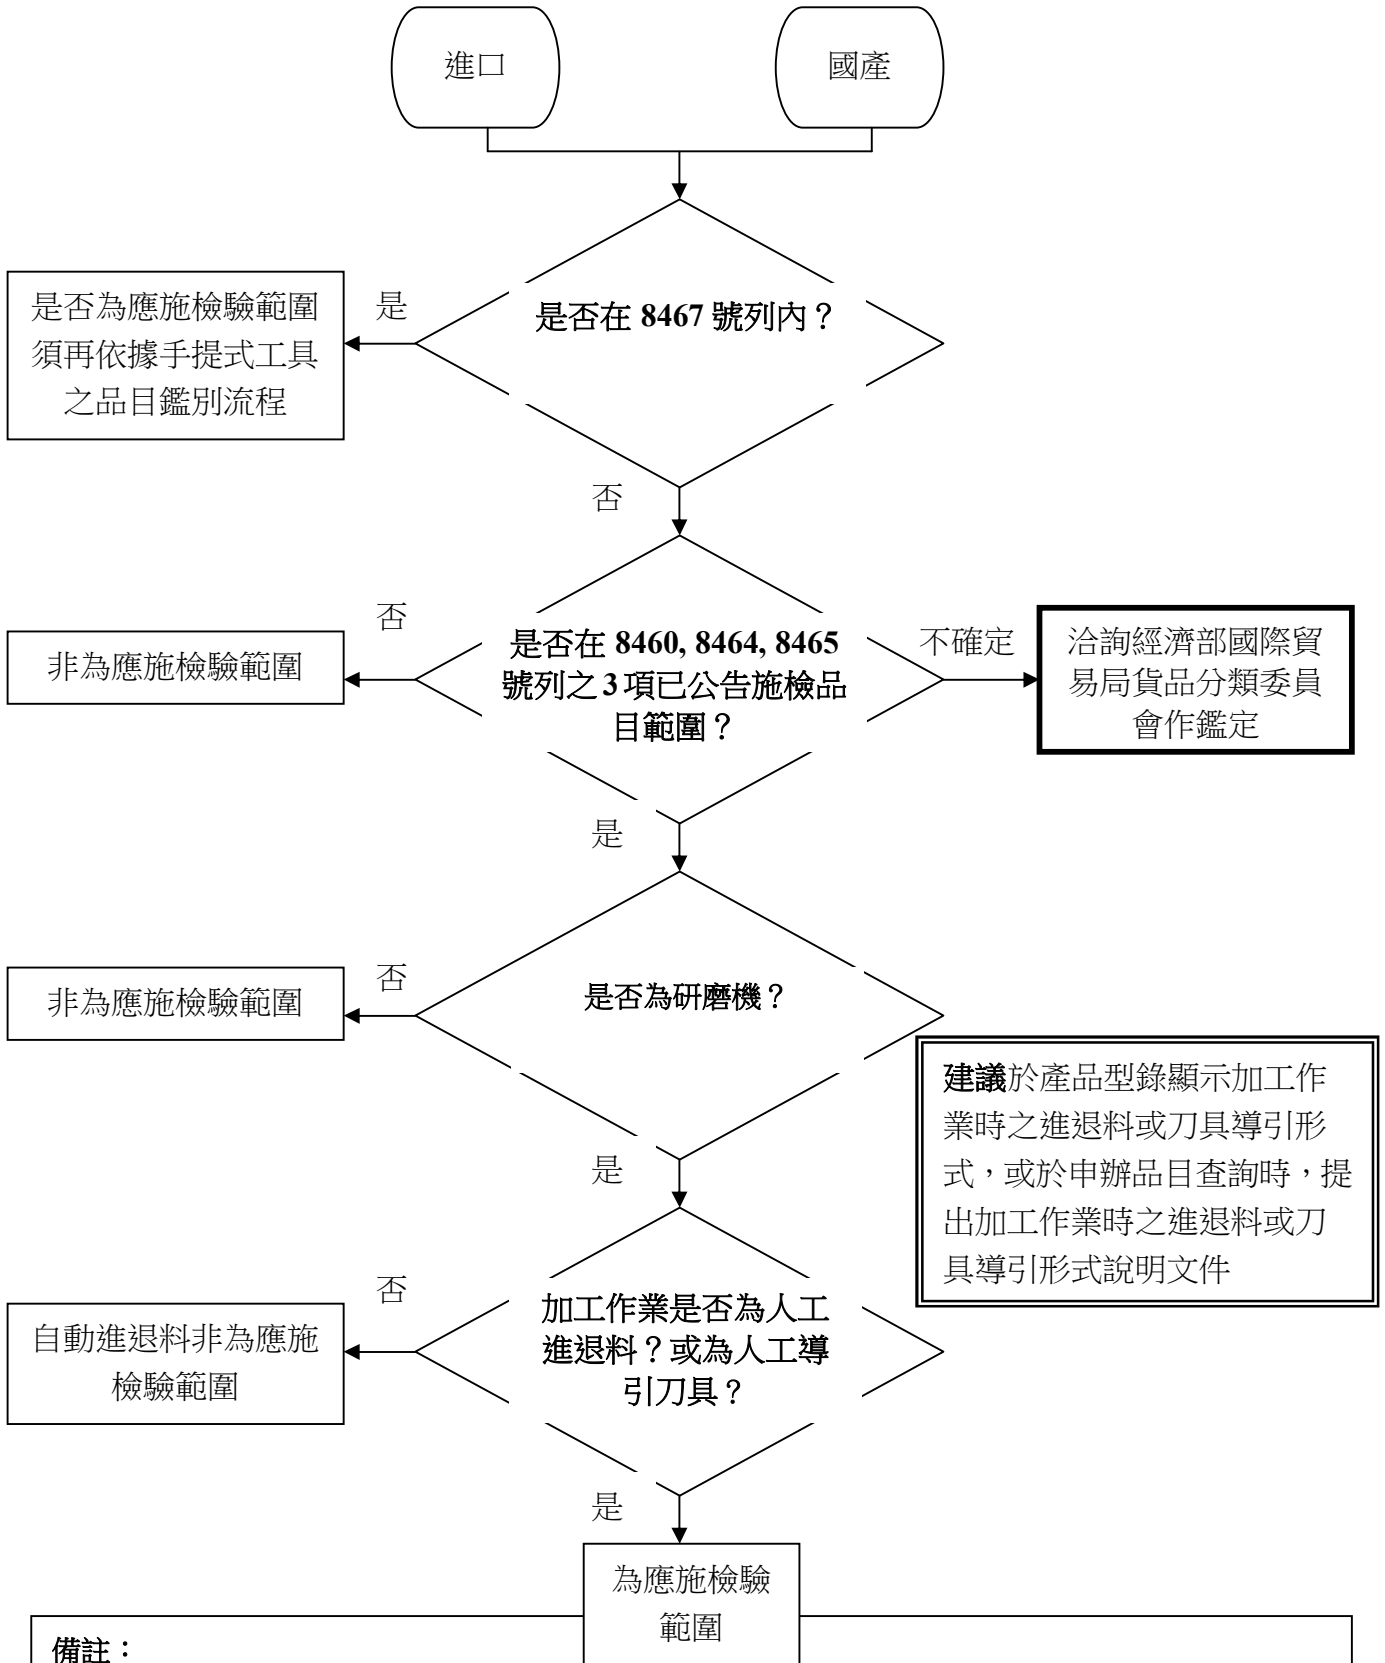 進口
國產
是否在 8467 號列內？
是
是否為應施檢驗範圍
須再依據手提式工具
之品目鑑別流程
否
是否在 8460, 8464, 8465
號列之 3 項已公告施檢品
目範圍？
否
非為應施檢驗範圍
不確定
洽詢經濟部國際貿
易局貨品分類委員
會作鑑定
是
是否為研磨機？
否
非為應施檢驗範圍
建議於產品型錄顯示加工作
業時之進退料或刀具導引形
式，或於申辦品目查詢時，提
出加工作業時之進退料或刀
具導引形式說明文件
是
加工作業是否為人工
進退料？或為人工導
引刀具？
否
自動進退料非為應施
檢驗範圍
是
為應施檢驗
範圍
備註：